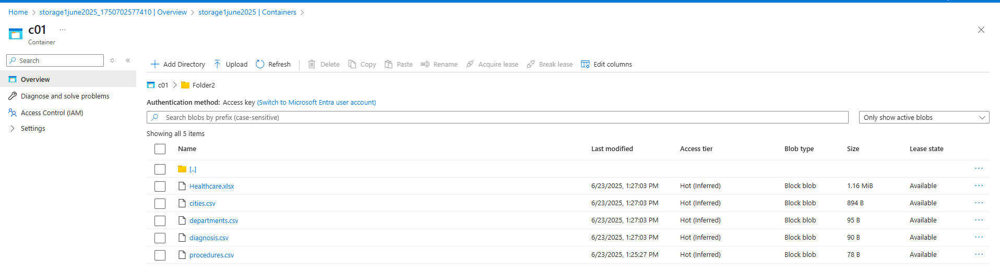 Home > storage1june2025_1750702577410 | Overview > storage1june2025 | Containers >
c01 ...
Container
Search
Overview
Diagnose and solve problems
Access Control (IAM)
Settings
Add Directory Upload Refresh Delete Copy Paste Rename Acquire lease Break lease Edit columns
c01 > Folder2
Authentication method: Access key (Switch to Microsoft Entra user account)
Search blobs by prefix (case-sensitive) Only show active blobs
Showing all 5 items
Name Last modified Access tier Blob type Size Lease state
[..] ...
Healthcare.xlsx 6/23/2025, 1:27:03 PM Hot (Inferred) Block blob 1.16 MiB Available ...
cities.csv 6/23/2025, 1:27:03 PM Hot (Inferred) Block blob 894 B Available ...
departments.csv 6/23/2025, 1:27:03 PM Hot (Inferred) Block blob 95 B Available ...
diagnosis.csv 6/23/2025, 1:27:03 PM Hot (Inferred) Block blob 90 B Available ...
procedures.csv 6/23/2025, 1:25:27 PM Hot (Inferred) Block blob 78 B Available ...